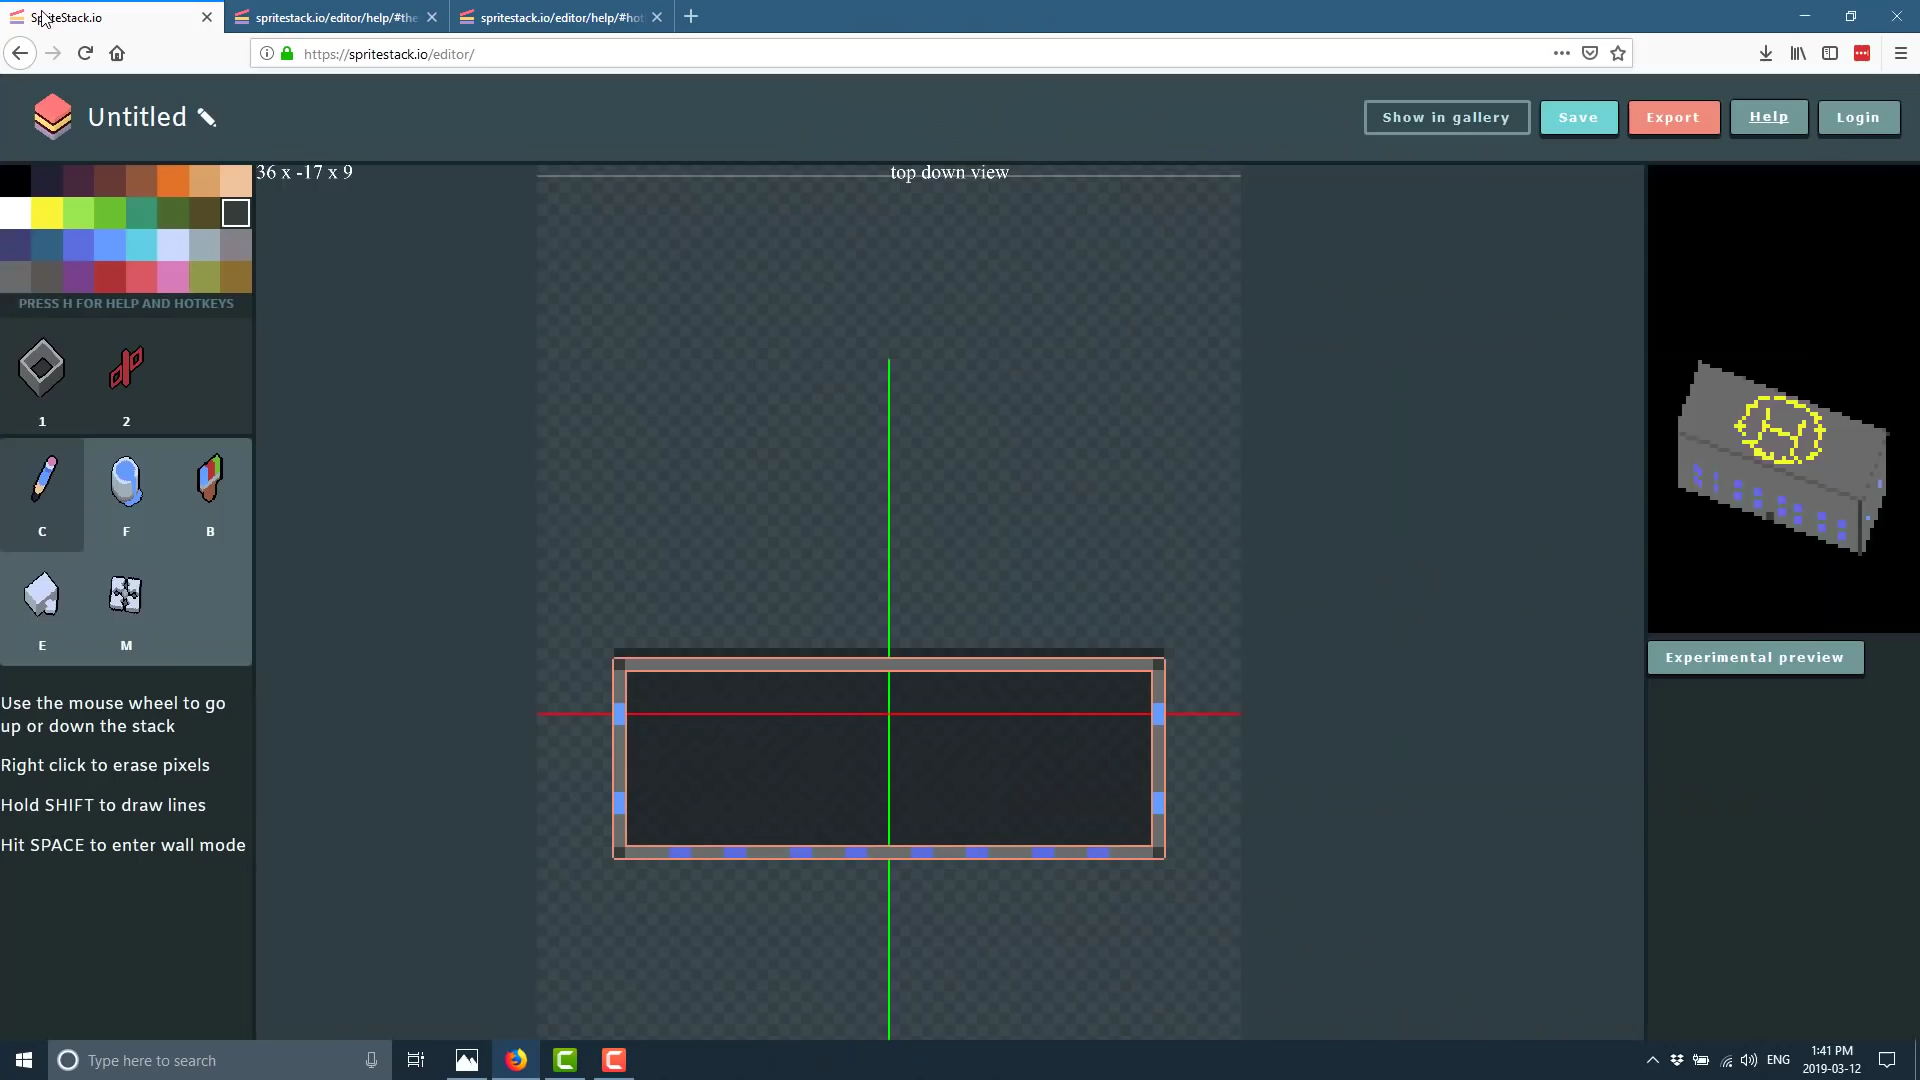 SpriteStack.io
spritestack.io/editor/help/#the
spritestack.io/editor/help/#hot
https://spritestack.io/editor/
Untitled
Show in gallery
Save
Export
Help
Login
36 x -17 x 9
top down view
PRESS H FOR HELP AND HOTKEYS
1
2
C
F
B
E
M
Use the mouse wheel to go
up or down the stack
Right click to erase pixels
Hold SHIFT to draw lines
Hit SPACE to enter wall mode
Experimental preview
Type here to search
ENG
1:41 PM
2019-03-12